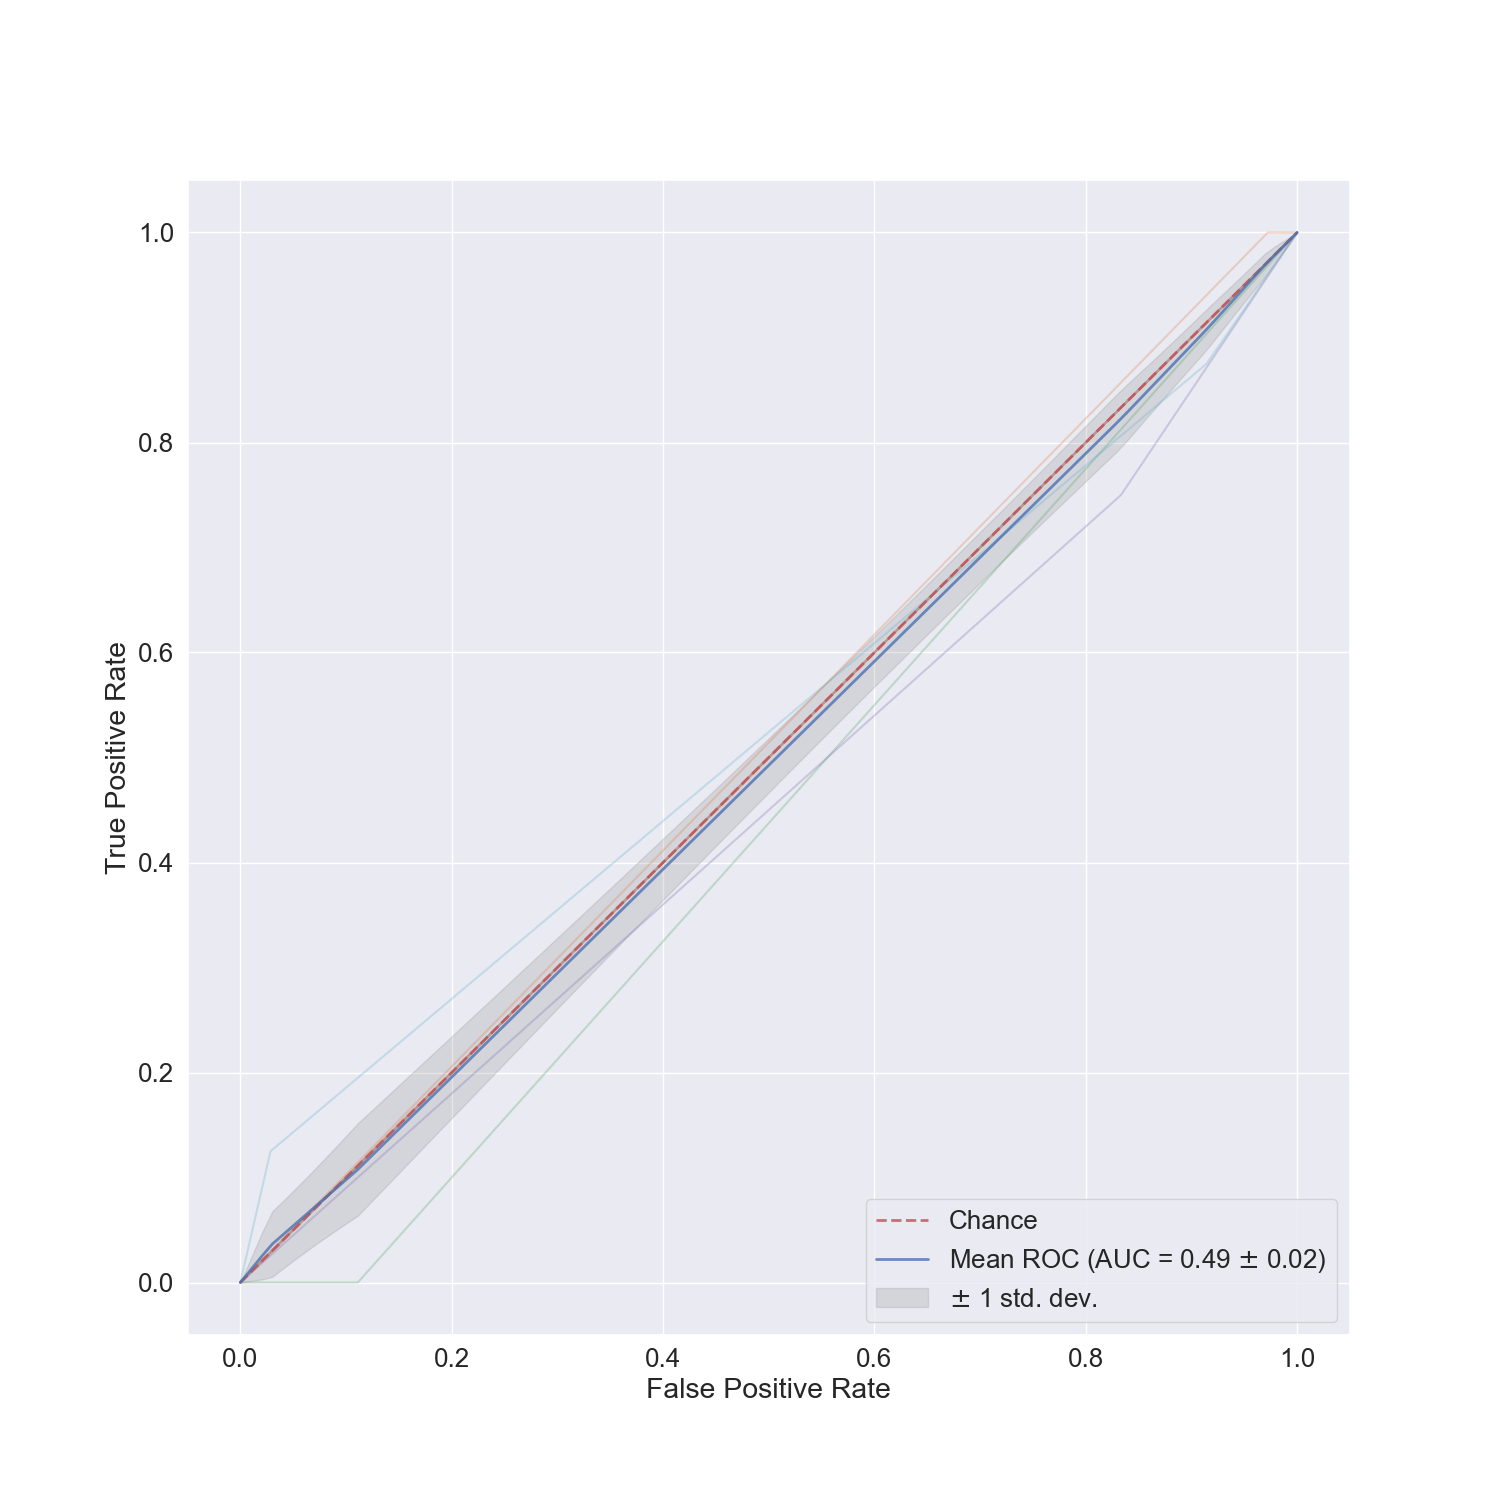 1.0
0.8
0.6
0.4
0.2
0.0
True Positive Rate
Chance
Mean ROC (AUC = 0.49 ± 0.02)
± 1 std. dev.
0.0 0.2 0.4 0.6 0.8 1.0
False Positive Rate